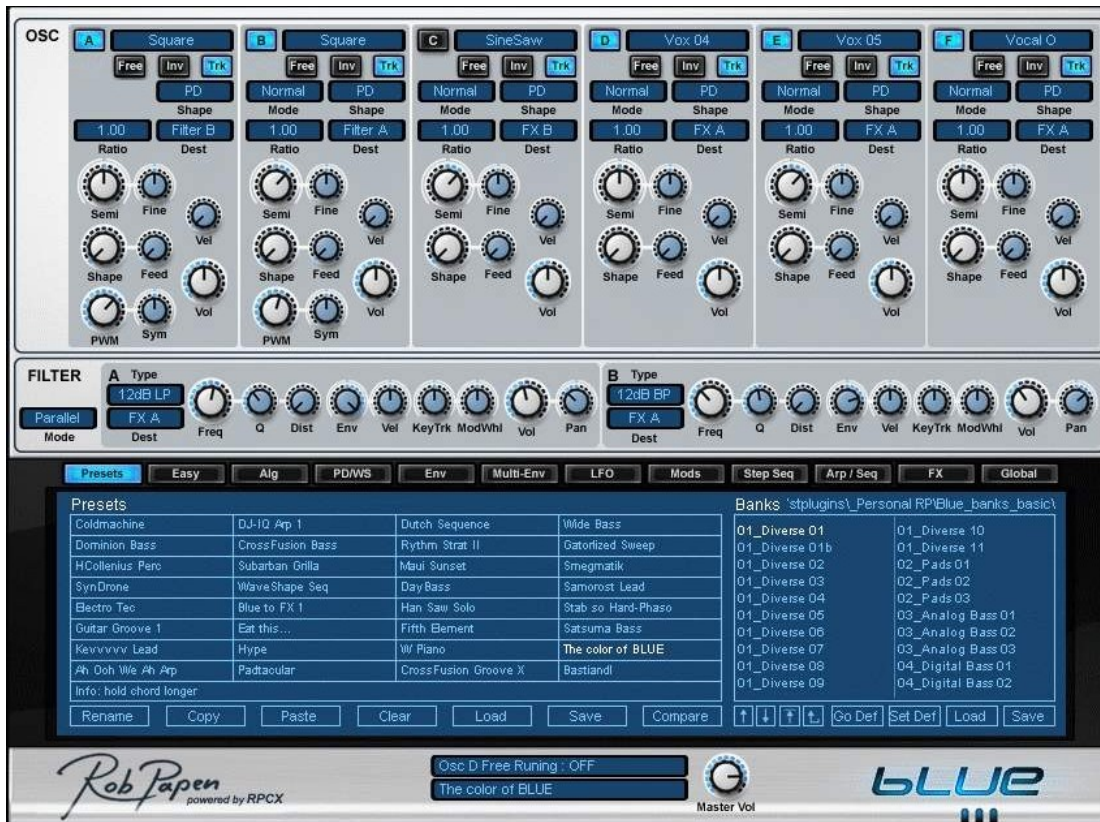 OSC A Square B Square C SineSaw D Vox 04 E Vox 05 F Vocal O
Free Inv Trk Free Inv Trk Free Inv Trk Free Inv Trk Free Inv Trk Free Inv Trk
PD Normal PD Normal PD Normal PD Normal PD Normal PD
Shape Mode Shape Mode Shape Mode Shape Mode Shape Mode Shape
1.00 Filter B 1.00 Filter A 1.00 FX B 1.00 FX A 1.00 FX A 1.00 FX A
Ratio Dest Ratio Dest Ratio Dest Ratio Dest Ratio Dest Ratio Dest
Semi Fine Semi Fine Semi Fine Semi Fine Semi Fine Semi Fine
Vel Vel Vel Vel Vel Vel
Shape Feed Shape Feed Shape Feed Shape Feed Shape Feed Shape Feed
Vol Vol Vol Vol Vol Vol
PWM Sym PWM Sym
FILTER A Type B Type
12dB LP 12dB BP
Parallel FX A FX A
Mode Dest Freq Q Dist Env Vel KeyTrk ModWhl Vol Pan Dest Freq Q Dist Env Vel KeyTrk ModWhl Vol Pan
Presets Easy Alg PD/WS Env Multi-Env LFO Mods Step Seq Arp / Seq FX Global
Presets
Coldmachine DJ-IQ Arp 1 Dutch Sequence Wide Bass
Dominion Bass CrossFusion Bass Rythm Strat II Gatorlized Sweep
HCollenius Perc Subarban Grilla Maui Sunset Smegmatik
SynDrone WaveShape Seq DayBass Samorost Lead
Electro Tec Blue to FX 1 Han Saw Solo Stab so Hard-Phaso
Guitar Groove 1 Eat this... Fifth Element Satsuma Bass
Kevvvvv Lead Hype W Piano The color of BLUE
Ah Ooh We Ah Arp Padtacular CrossFusion Groove X Bastiandl
Info: hold chord longer
Rename Copy Paste Clear Load Save Compare
Banks 'stplugins\_Personal RP\Blue_banks_basic\
01_Diverse 01 01_Diverse 10
01_Diverse 01b 01_Diverse 11
01_Diverse 02 02_Pads 01
01_Diverse 03 02_Pads 02
01_Diverse 04 02_Pads 03
01_Diverse 05 03_Analog Bass 01
01_Diverse 06 03_Analog Bass 02
01_Diverse 07 03_Analog Bass 03
01_Diverse 08 04_Digital Bass 01
01_Diverse 09 04_Digital Bass 02
Go Def Set Def Load Save
Rob Papen
powered by RPCX
Osc D Free Runing : OFF
The color of BLUE
Master Vol
BLUE